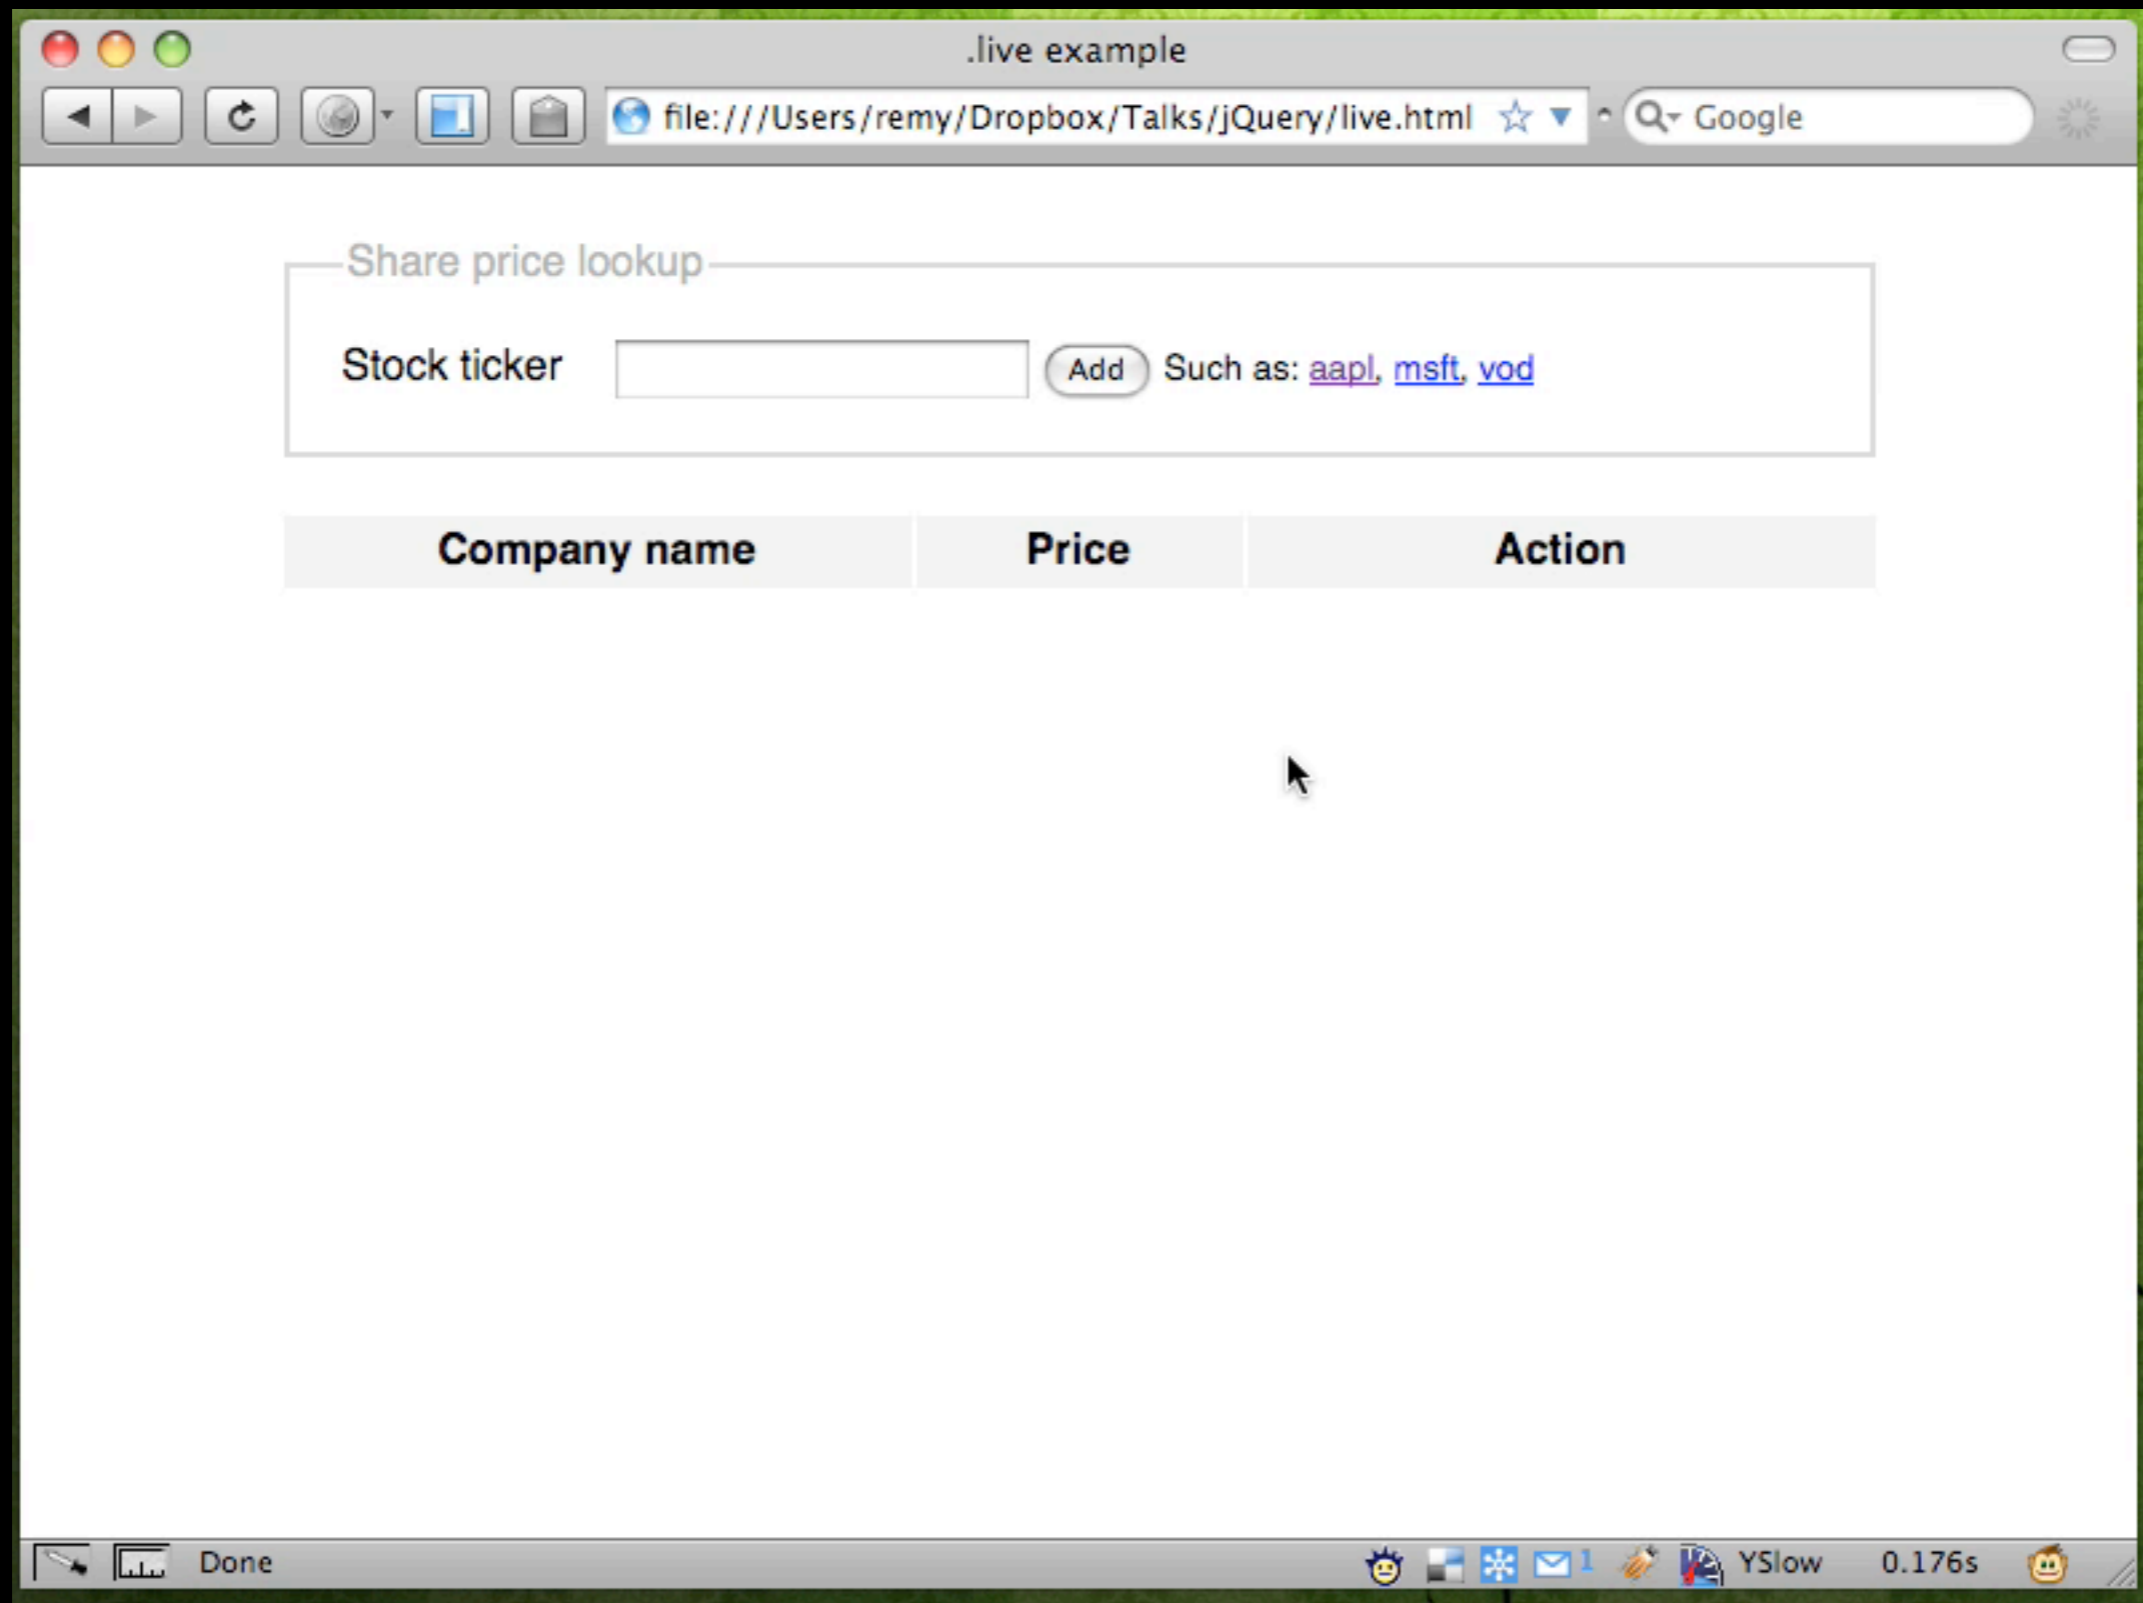 .live example
file:///Users/remy/Dropbox/Talks/jQuery/live.html Google
Share price lookup
Stock ticker Add Such as: aapl, msft, vod
Company name Price Action
Done 1 YSlow 0.176s